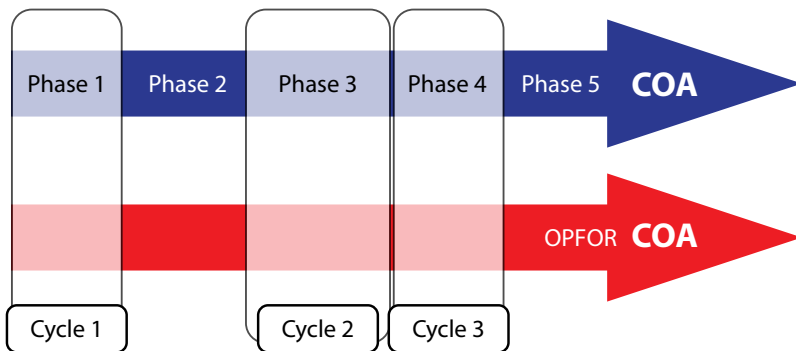 Phase 1 Phase 2 Phase 3 Phase 4 Phase 5 COA
OPFOR COA
Cycle 1 Cycle 2 Cycle 3